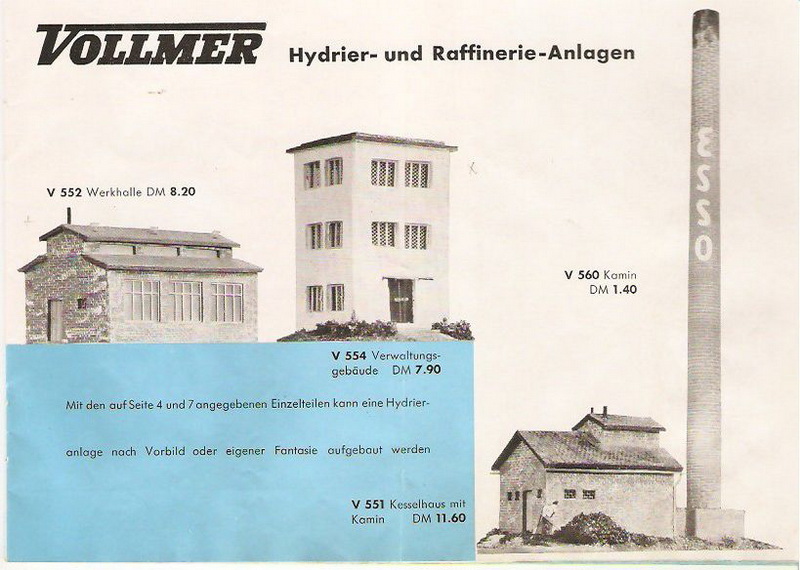 VOLLMER
Hydrier- und Raffinerie-Anlagen
V 552 Werkhalle DM 8.20
ESSO
V 560 Kamin
DM 1.40
V 554 Verwaltungs-
gebäude DM 7.90
Mit den auf Seite 4 und 7 angegebenen Einzelteilen kann eine Hydrier-
anlage nach Vorbild oder eigener Fantasie aufgebaut werden
V 551 Kesselhaus mit
Kamin DM 11.60